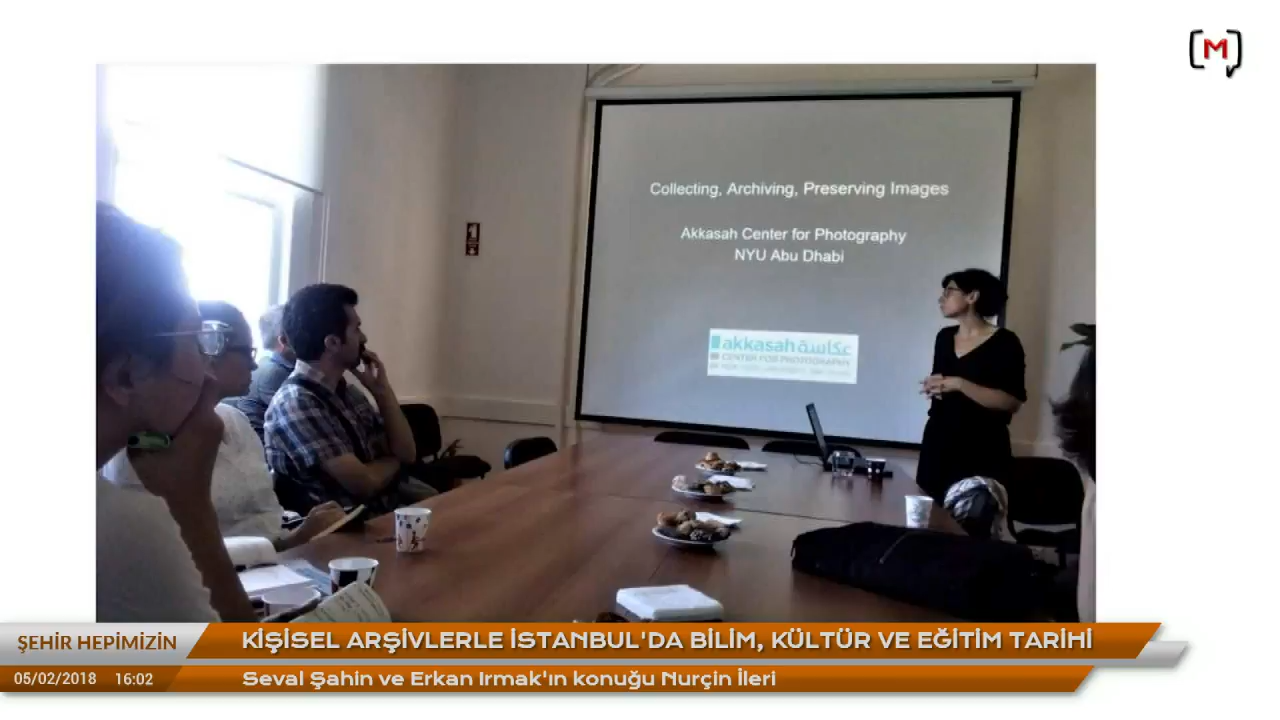 [M]
Collecting, Archiving, Preserving Images
Akkasah Center for Photography
NYU Abu Dhabi
akkasah عكاسة
CENTER FOR PHOTOGRAPHY
ŞEHİR HEPİMİZİN
KİŞİSEL ARŞİVLERLE İSTANBUL'DA BİLİM, KÜLTÜR VE EĞİTİM TARİHİ
05/02/2018 16:02
Seval Şahin ve Erkan Irmak'ın konuğu Nurçin İleri